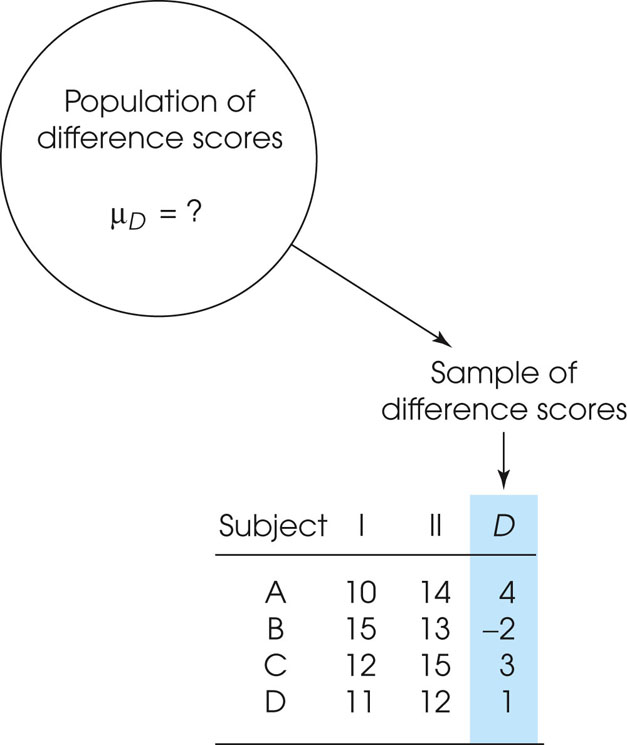 Population of
difference scores
μD = ?
Sample of
difference scores
Subject I II D
A 10 14 4
B 15 13 –2
C 12 15 3
D 11 12 1